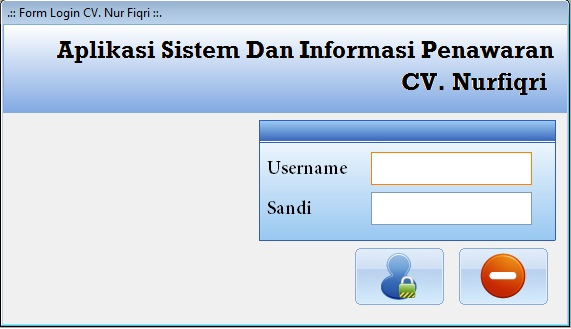 .:: Form Login CV. Nur Fiqri ::.
Aplikasi Sistem Dan Informasi Penawaran
CV. Nurfiqri
Username
Sandi